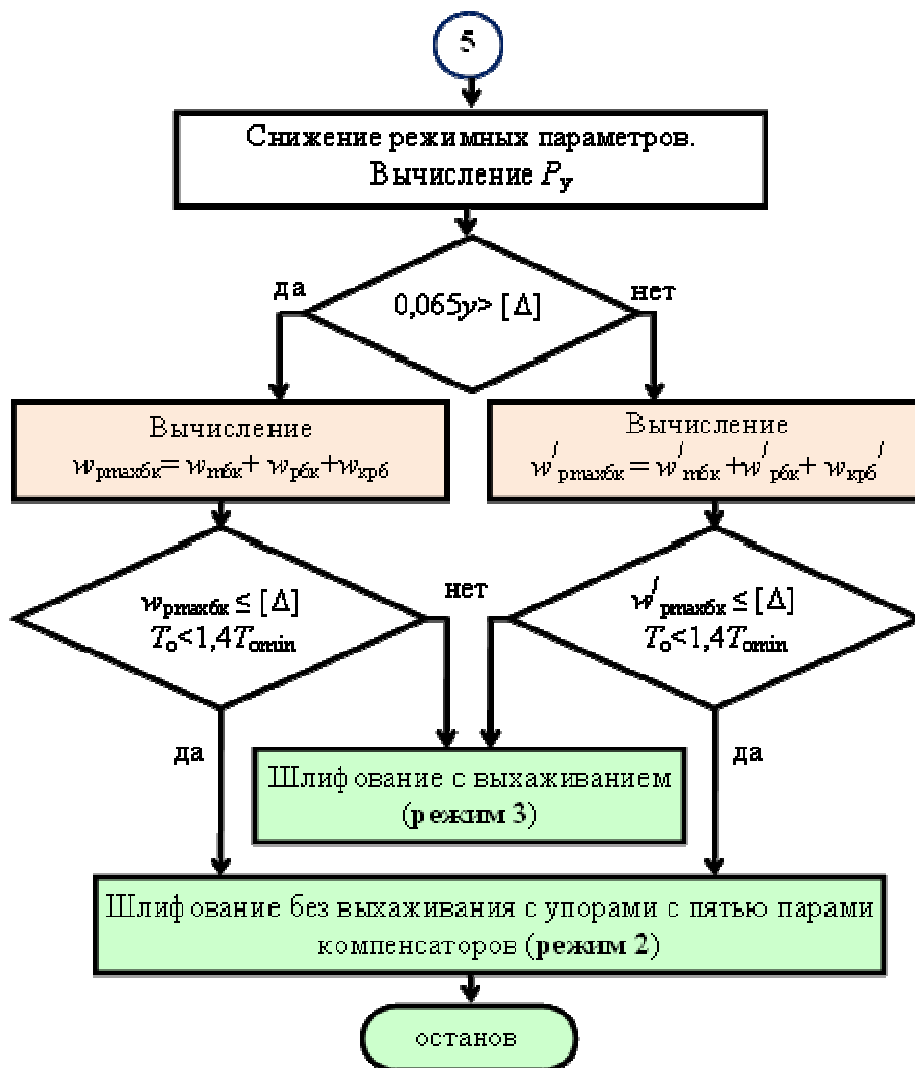 5
Снижение режимных параметров.
Вычисление Pу
0,065y> [Δ]
да
нет
Вычисление
wpmaxбк= wmбк+ wрбк+wкрб
Вычисление
w/pmaxбк = w/mбк +w/рбк+ wкрб/
wpmaxбк ≤ [Δ]
To<1,4Tomin
нет
w/pmaxбк ≤ [Δ]
To<1,4Tomin
да
да
Шлифование с выхаживанием
(режим 3)
Шлифование без выхаживания с упорами с пятью парами
компенсаторов (режим 2)
останов